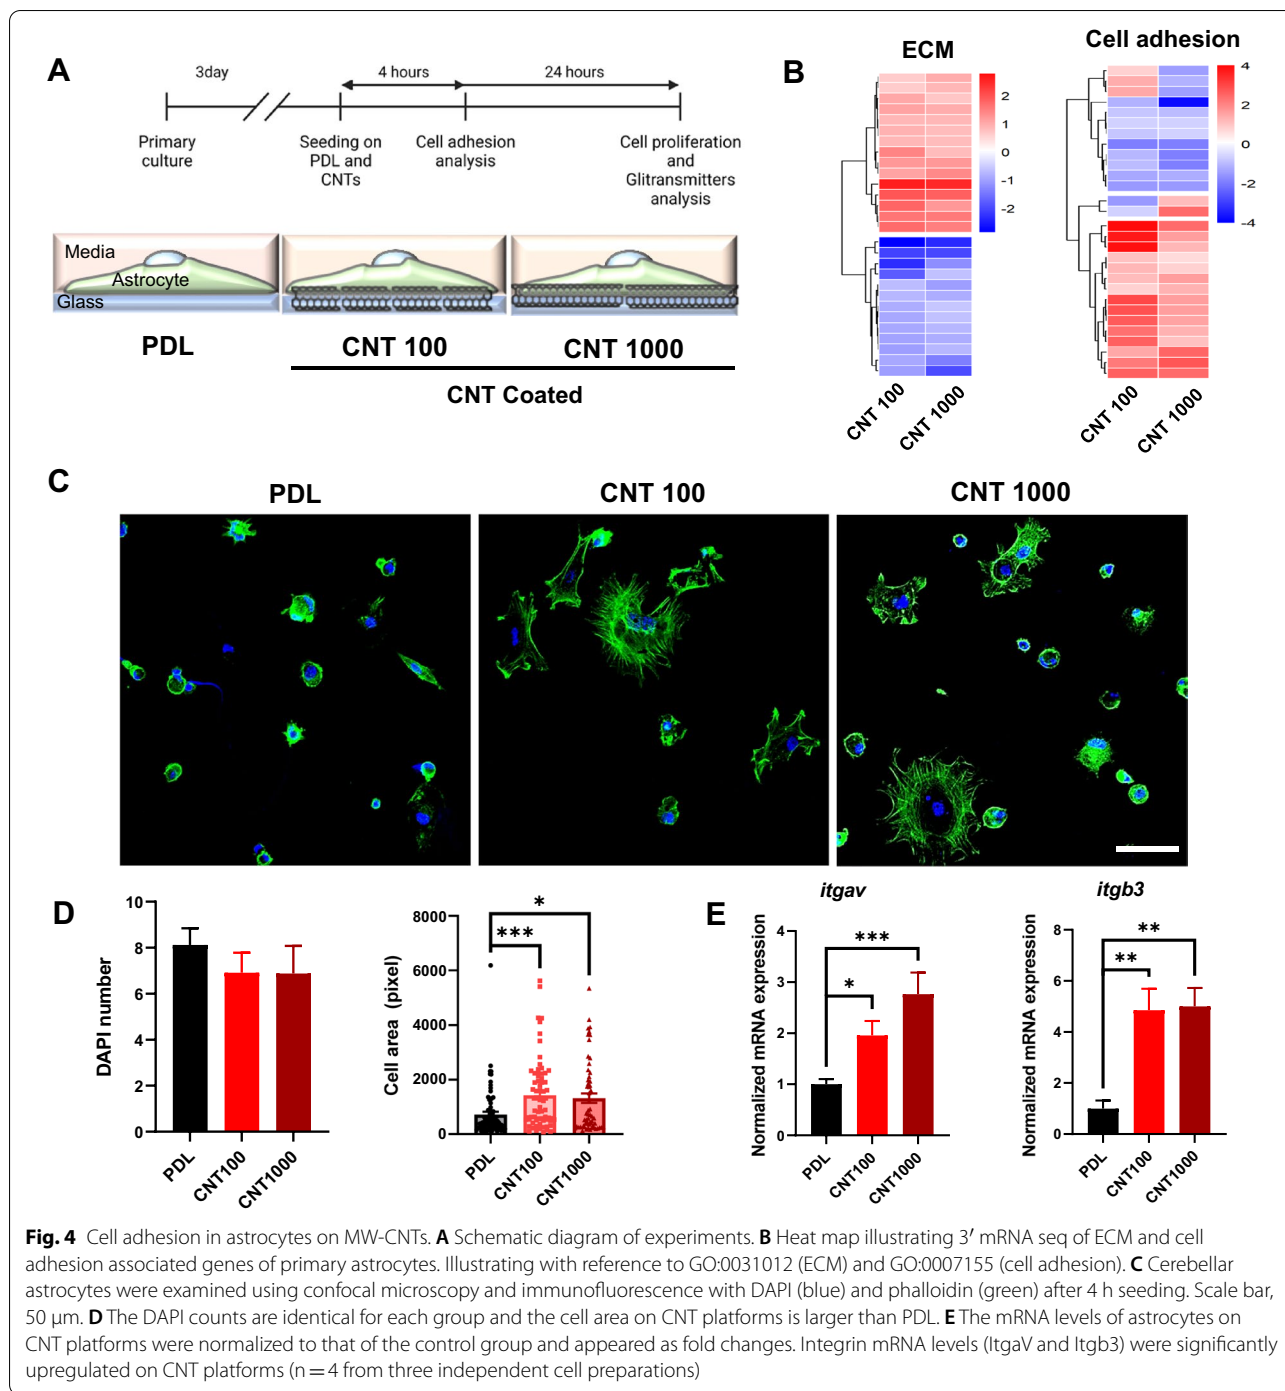 A
3day
4 hours
24 hours
Primary
culture
Seeding on
PDL and
CNTs
Cell adhesion
analysis
Cell proliferation
and
Glitransmitters
analysis
Media
Astrocyte
Glass
PDL
CNT 100
CNT 1000
CNT Coated
B
ECM
2
1
0
-1
-2
CNT 100
CNT 1000
Cell adhesion
4
2
0
-2
-4
CNT 100
CNT 1000
C
PDL
CNT 100
CNT 1000
D
DAPI number
10
8
6
4
2
0
PDL
CNT100
CNT1000
Cell area (pixel)
8000
6000
4000
2000
0
***
*
PDL
CNT100
CNT1000
E
itgav
Normalized mRNA expression
4
3
2
1
0
***
*
PDL
CNT100
CNT1000
itgb3
Normalized mRNA expression
8
6
4
2
0
**
**
PDL
CNT100
CNT1000
Fig. 4 Cell adhesion in astrocytes on MW-CNTs. A Schematic diagram of experiments. B Heat map illustrating 3′ mRNA seq of ECM and cell
adhesion associated genes of primary astrocytes. Illustrating with reference to GO:0031012 (ECM) and GO:0007155 (cell adhesion). C Cerebellar
astrocytes were examined using confocal microscopy and immunofluorescence with DAPI (blue) and phalloidin (green) after 4 h seeding. Scale bar,
50 μm. D The DAPI counts are identical for each group and the cell area on CNT platforms is larger than PDL. E The mRNA levels of astrocytes on
CNT platforms were normalized to that of the control group and appeared as fold changes. Integrin mRNA levels (ItgaV and Itgb3) were significantly
upregulated on CNT platforms (n = 4 from three independent cell preparations)